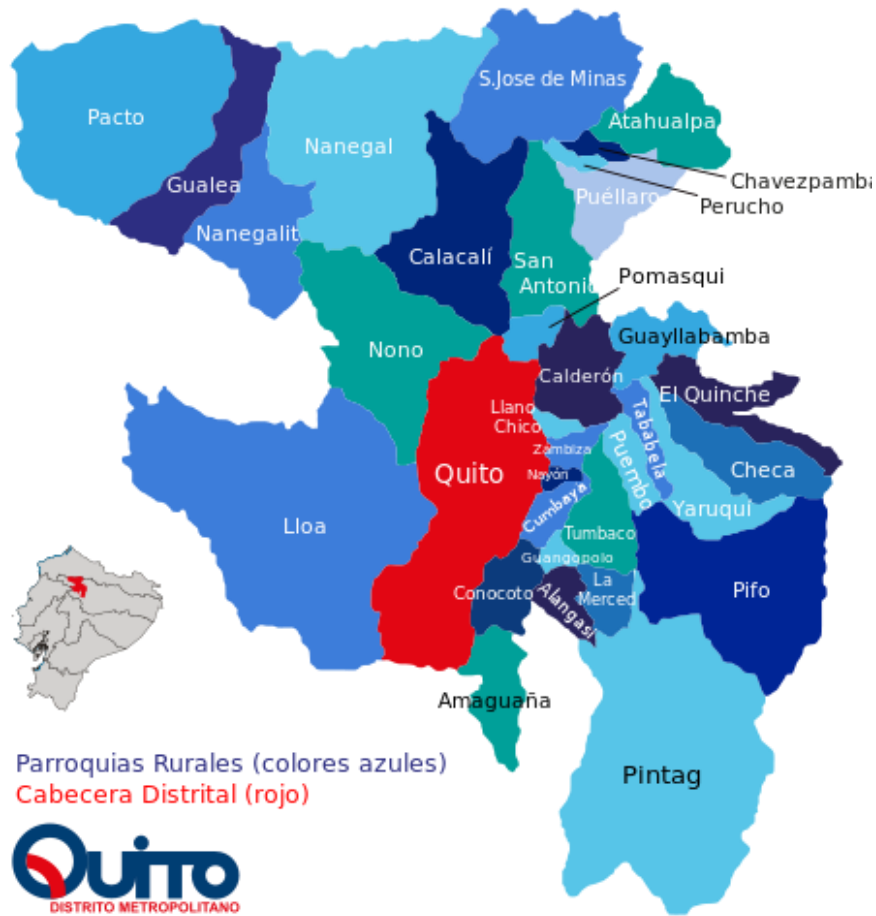 S.Jose de Minas
Pacto
Nanegal
Atahualpa
Gualea
Chavezpamba
Puéllaro
Perucho
Nanegalit
Calacalí
San
Antonio
Pomasqui
Nono
Guayllabamba
Calderón
El Quinche
Llano
Chico
Tababela
Zambiza
Puembo
Checa
Quito
Nayón
Yaruquí
Cumbaya
Lloa
Tumbaco
Guangopolo
Conocoto
Alangasi
La
Merced
Pifo
Amaguaña
Pintag
Parroquias Rurales (colores azules)
Cabecera Distrital (rojo)
QUITO
DISTRITO METROPOLITANO